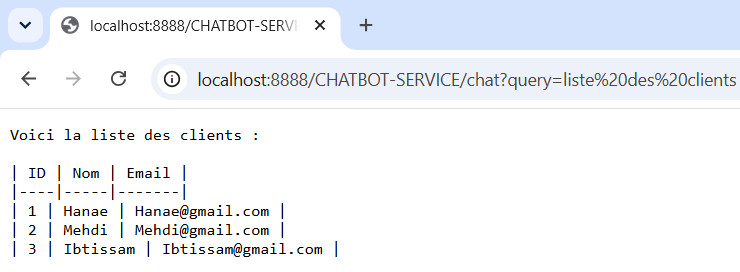 localhost:8888/CHATBOT-SERVI
localhost:8888/CHATBOT-SERVICE/chat?query=liste%20des%20clients
Voici la liste des clients :
| ID | Nom | Email |
|----|-----|-------|
| 1 | Hanae | Hanae@gmail.com |
| 2 | Mehdi | Mehdi@gmail.com |
| 3 | Ibtissam | Ibtissam@gmail.com |